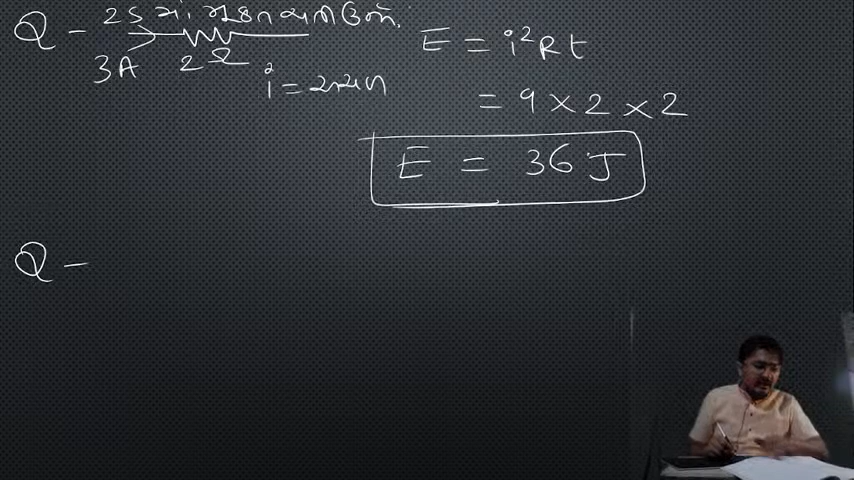 Q - 2s માં.
3A 2Ω
i =
E = i²Rt
= 9 × 2 × 2
E = 36 J
Q -